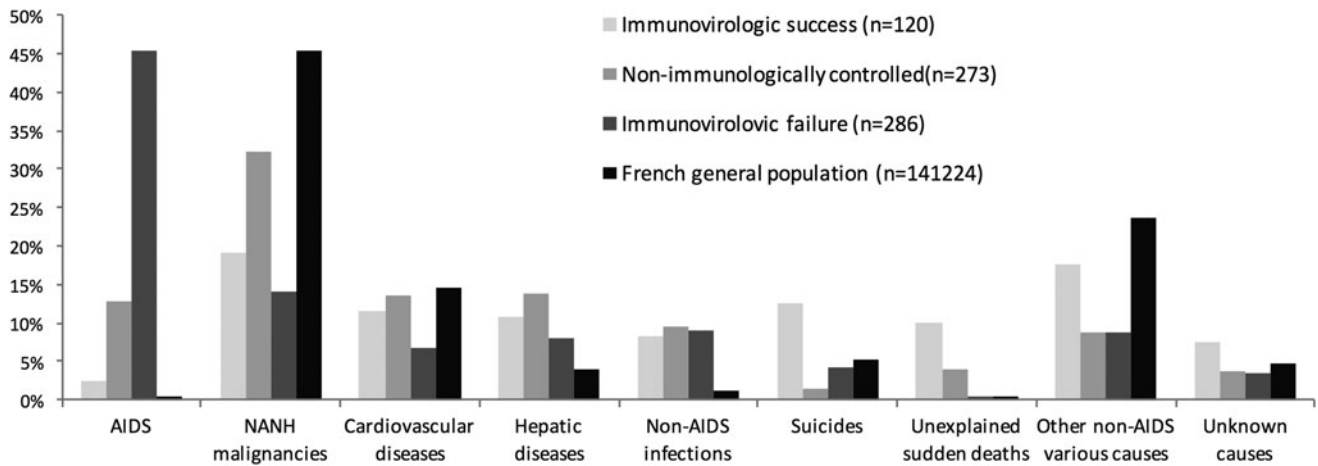 50%
45%
40%
35%
30%
25%
20%
15%
10%
5%
0%
Immunovirologic success (n=120)
Non-immunologically controlled(n=273)
Immunovirolovic failure (n=286)
French general population (n=141224)
AIDS
NANH
malignancies
Cardiovascular
diseases
Hepatic
diseases
Non-AIDS
infections
Suicides
Unexplained
sudden deaths
Other non-AIDS
various causes
Unknown
causes